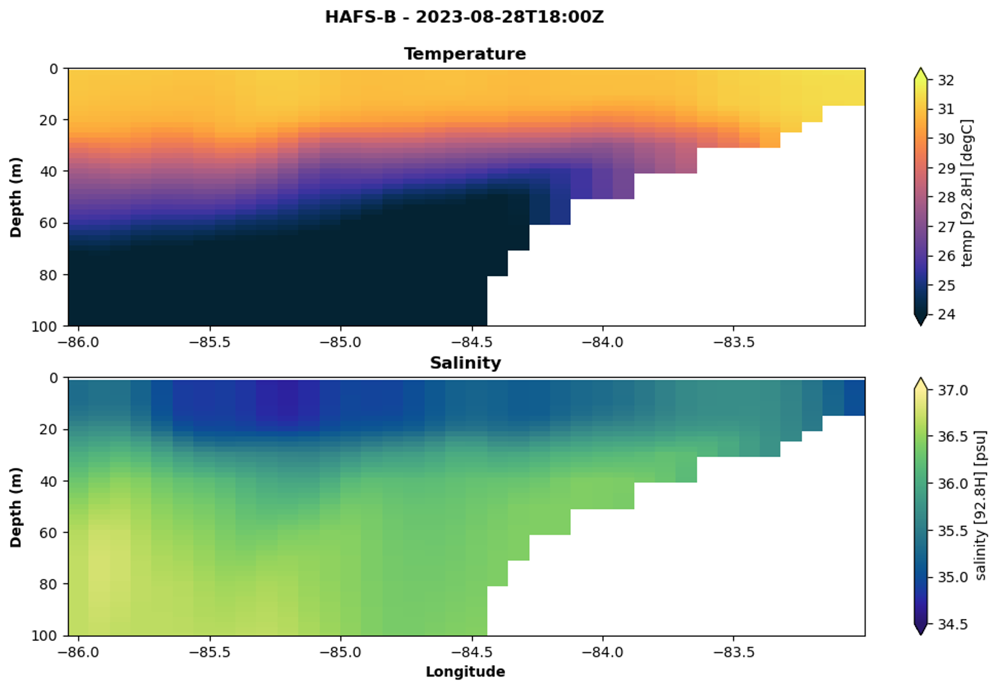 HAFS-B - 2023-08-28T18:00Z
Temperature
0
20
40
60
80
100
Depth (m)
−86.0 −85.5 −85.0 −84.5 −84.0 −83.5
32
31
30
29
28
27
26
25
24
temp [92.8H] [degC]
Salinity
0
20
40
60
80
100
Depth (m)
−86.0 −85.5 −85.0 −84.5 −84.0 −83.5
Longitude
37.0
36.5
36.0
35.5
35.0
34.5
salinity [92.8H] [psu]